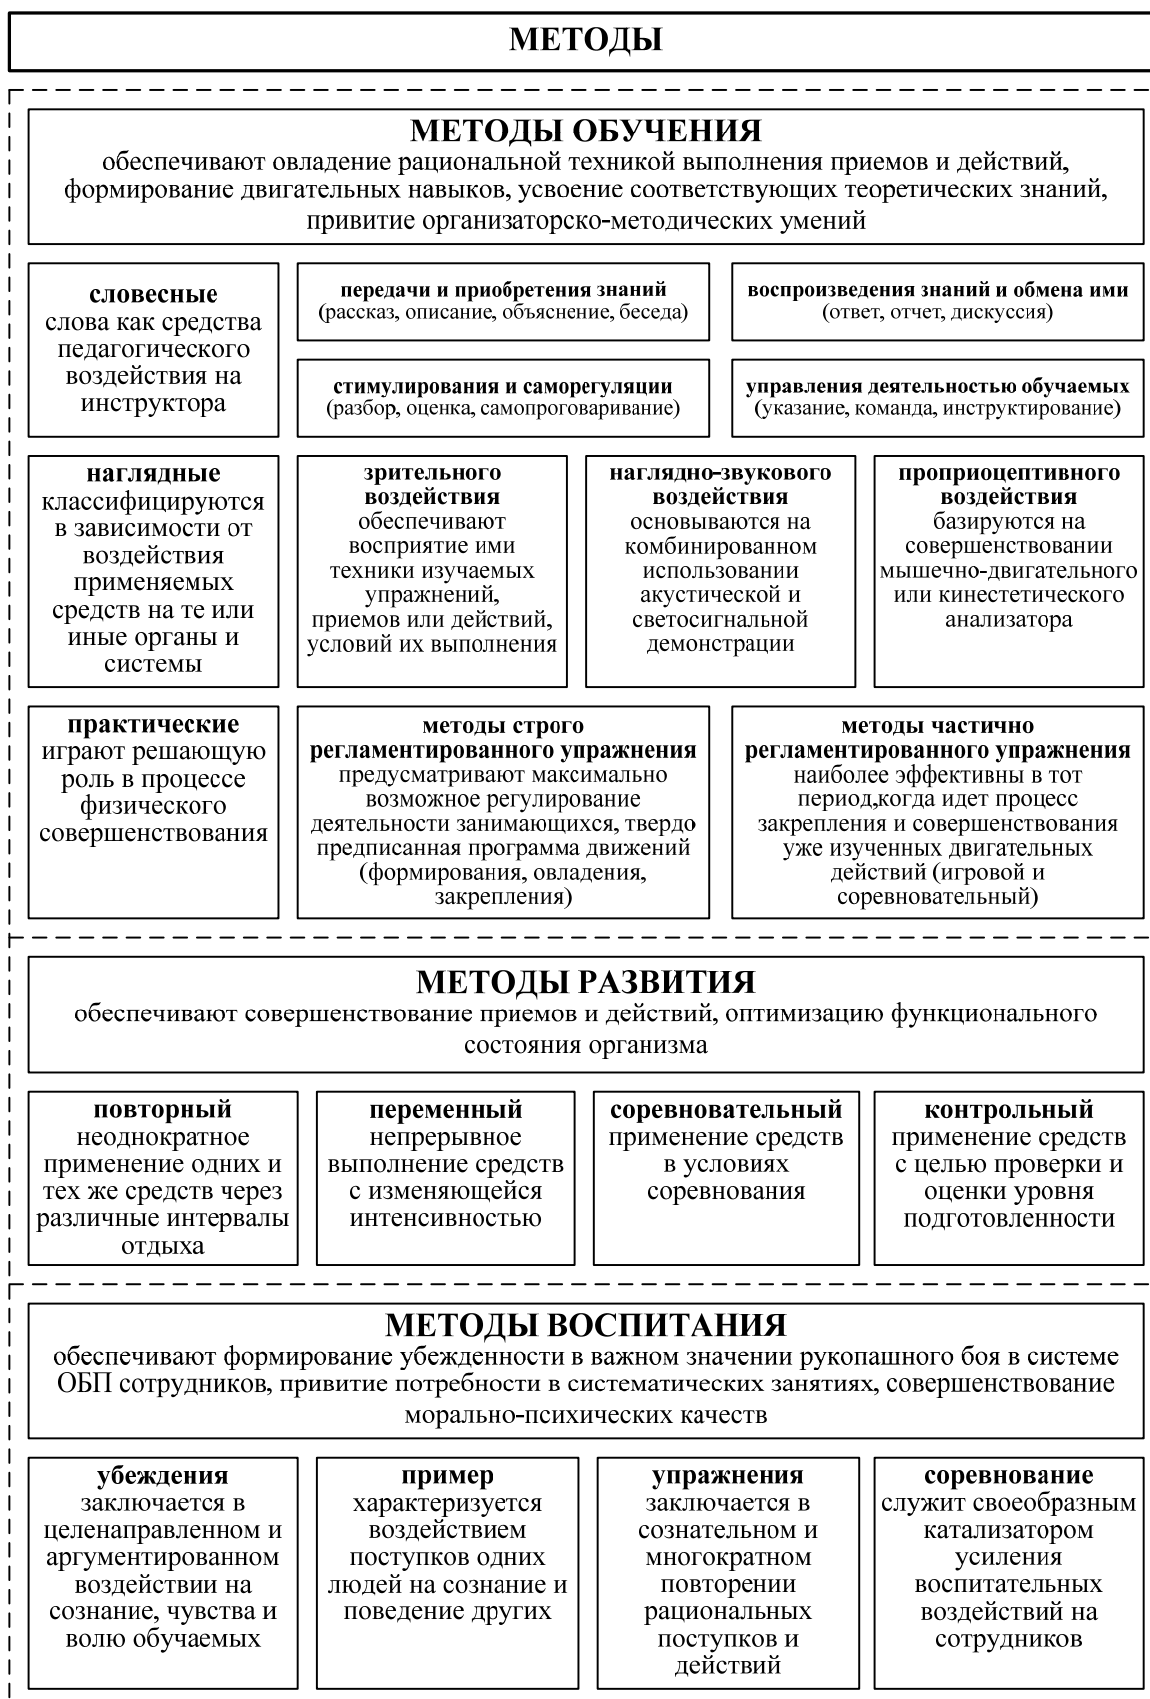 МЕТОДЫ
МЕТОДЫ ОБУЧЕНИЯ
обеспечивают овладение рациональной техникой выполнения приемов и действий,
формирование двигательных навыков, усвоение соответствующих теоретических знаний,
привитие организаторско-методических умений
словесные
слова как средства
педагогического
воздействия на
инструктора
передачи и приобретения знаний
(рассказ, описание, объяснение, беседа)
воспроизведения знаний и обмена ими
(ответ, отчет, дискуссия)
стимулирования и саморегуляции
(разбор, оценка, самопроговаривание)
управления деятельностью обучаемых
(указание, команда, инструктирование)
наглядные
классифицируются
в зависимости от
воздействия
применяемых
средств на те или
иные органы и
системы
зрительного
воздействия
обеспечивают
восприятие ими
техники изучаемых
упражнений,
приемов или действий,
условий их выполнения
наглядно-звукового
воздействия
основываются на
комбинированном
использовании
акустической и
светосигнальной
демонстрации
проприоцептивного
воздействия
базируются на
совершенствовании
мышечно-двигательного
или кинестетического
анализатора
практические
играют решающую
роль в процессе
физического
совершенствования
методы строго
регламентированного упражнения
предусматривают максимально
возможное регулирование
деятельности занимающихся, твердо
предписанная программа движений
(формирования, овладения,
закрепления)
методы частично
регламентированного упражнения
наиболее эффективны в тот
период,когда идет процесс
закрепления и совершенствования
уже изученных двигательных
действий (игровой и
соревновательный)
МЕТОДЫ РАЗВИТИЯ
обеспечивают совершенствование приемов и действий, оптимизацию функционального
состояния организма
повторный
неоднократное
применение одних и
тех же средств через
различные интервалы
отдыха
переменный
непрерывное
выполнение средств
с изменяющейся
интенсивностью
соревновательный
применение средств
в условиях
соревнования
контрольный
применение средств
с целью проверки и
оценки уровня
подготовленности
МЕТОДЫ ВОСПИТАНИЯ
обеспечивают формирование убежденности в важном значении рукопашного боя в системе
ОБП сотрудников, привитие потребности в систематических занятиях, совершенствование
морально-психических качеств
убеждения
заключается в
целенаправленном и
аргументированном
воздействии на
сознание, чувства и
волю обучаемых
пример
характеризуется
воздействием
поступков одних
людей на сознание и
поведение других
упражнения
заключается в
сознательном и
многократном
повторении
рациональных
поступков и
действий
соревнование
служит своеобразным
катализатором
усиления
воспитательных
воздействий на
сотрудников